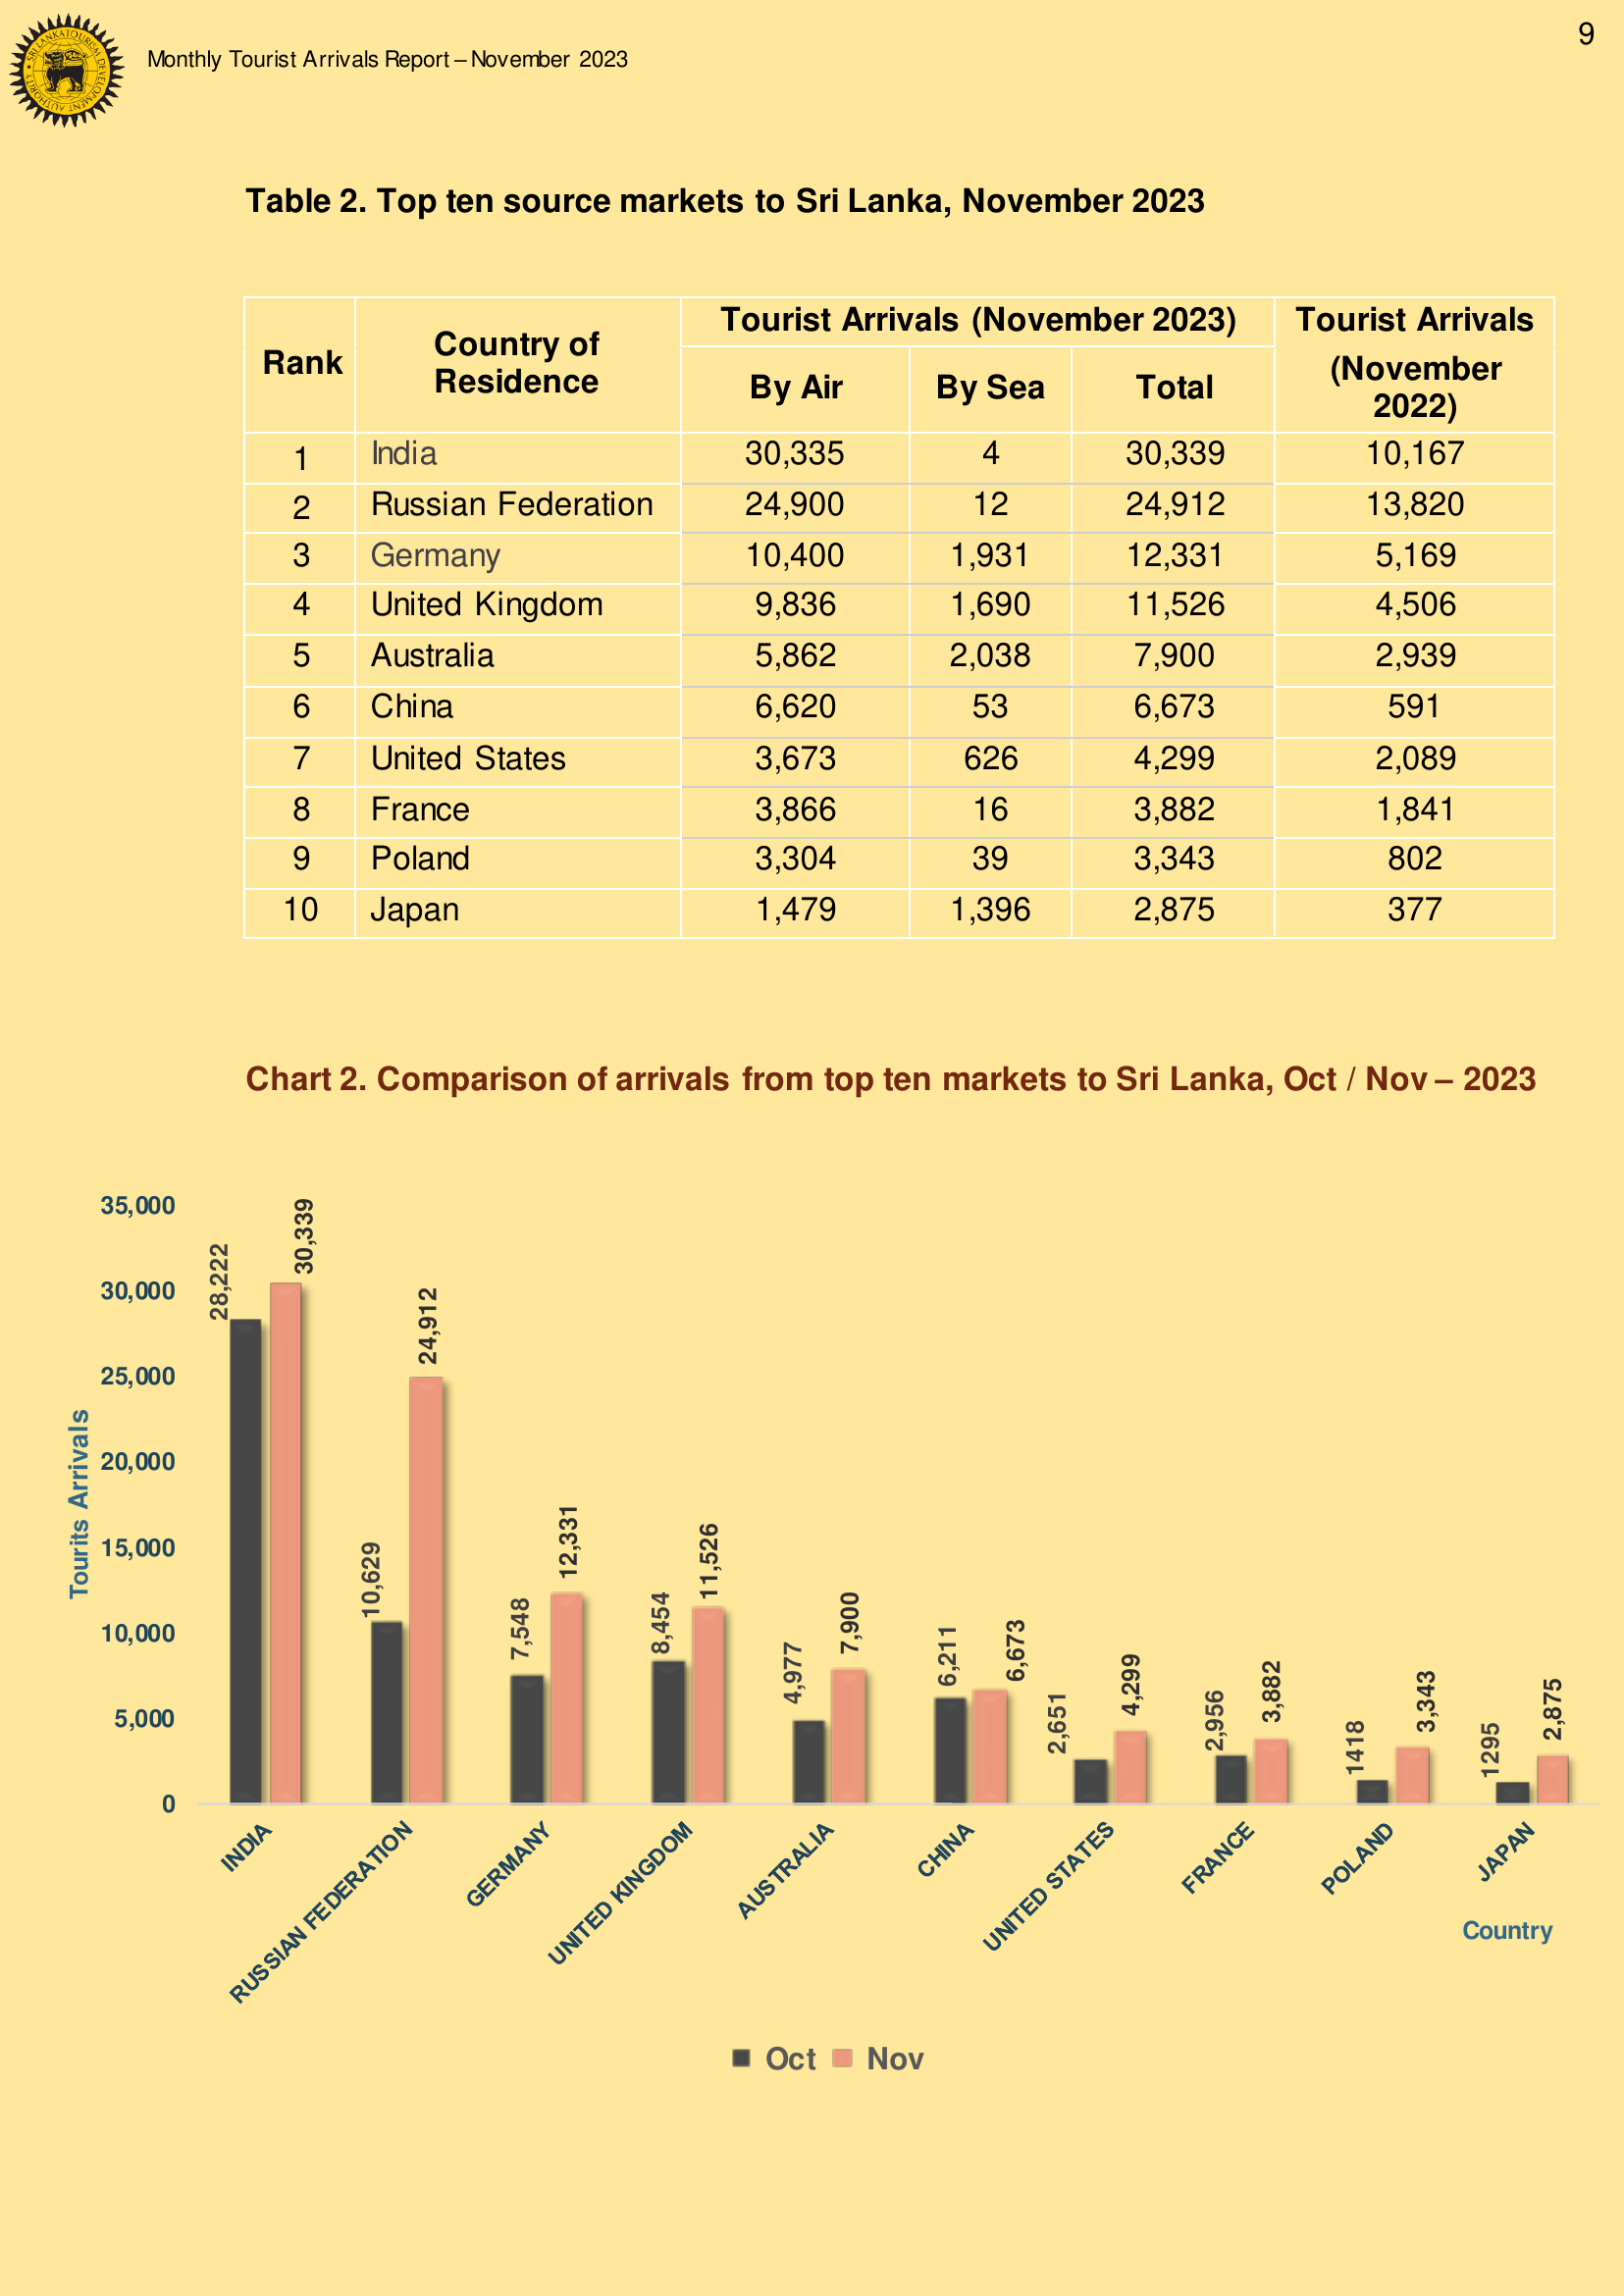 9
SRI LANKA TOURISM DEVELOPMENT AUTHORITY
Monthly Tourist Arrivals Report – November 2023
Table 2. Top ten source markets to Sri Lanka, November 2023
Rank Country of Residence Tourist Arrivals (November 2023) Tourist Arrivals (November 2022)
By Air By Sea Total
1 India 30,335 4 30,339 10,167
2 Russian Federation 24,900 12 24,912 13,820
3 Germany 10,400 1,931 12,331 5,169
4 United Kingdom 9,836 1,690 11,526 4,506
5 Australia 5,862 2,038 7,900 2,939
6 China 6,620 53 6,673 591
7 United States 3,673 626 4,299 2,089
8 France 3,866 16 3,882 1,841
9 Poland 3,304 39 3,343 802
10 Japan 1,479 1,396 2,875 377
Chart 2. Comparison of arrivals from top ten markets to Sri Lanka, Oct / Nov – 2023
Tourits Arrivals
35,000
30,000
25,000
20,000
15,000
10,000
5,000
0
28,222 30,339
10,629 24,912
7,548 12,331
8,454 11,526
4,977 7,900
6,211 6,673
2,651 4,299
2,956 3,882
1418 3,343
1295 2,875
INDIA
RUSSIAN FEDERATION
GERMANY
UNITED KINGDOM
AUSTRALIA
CHINA
UNITED STATES
FRANCE
POLAND
JAPAN
Country
Oct Nov